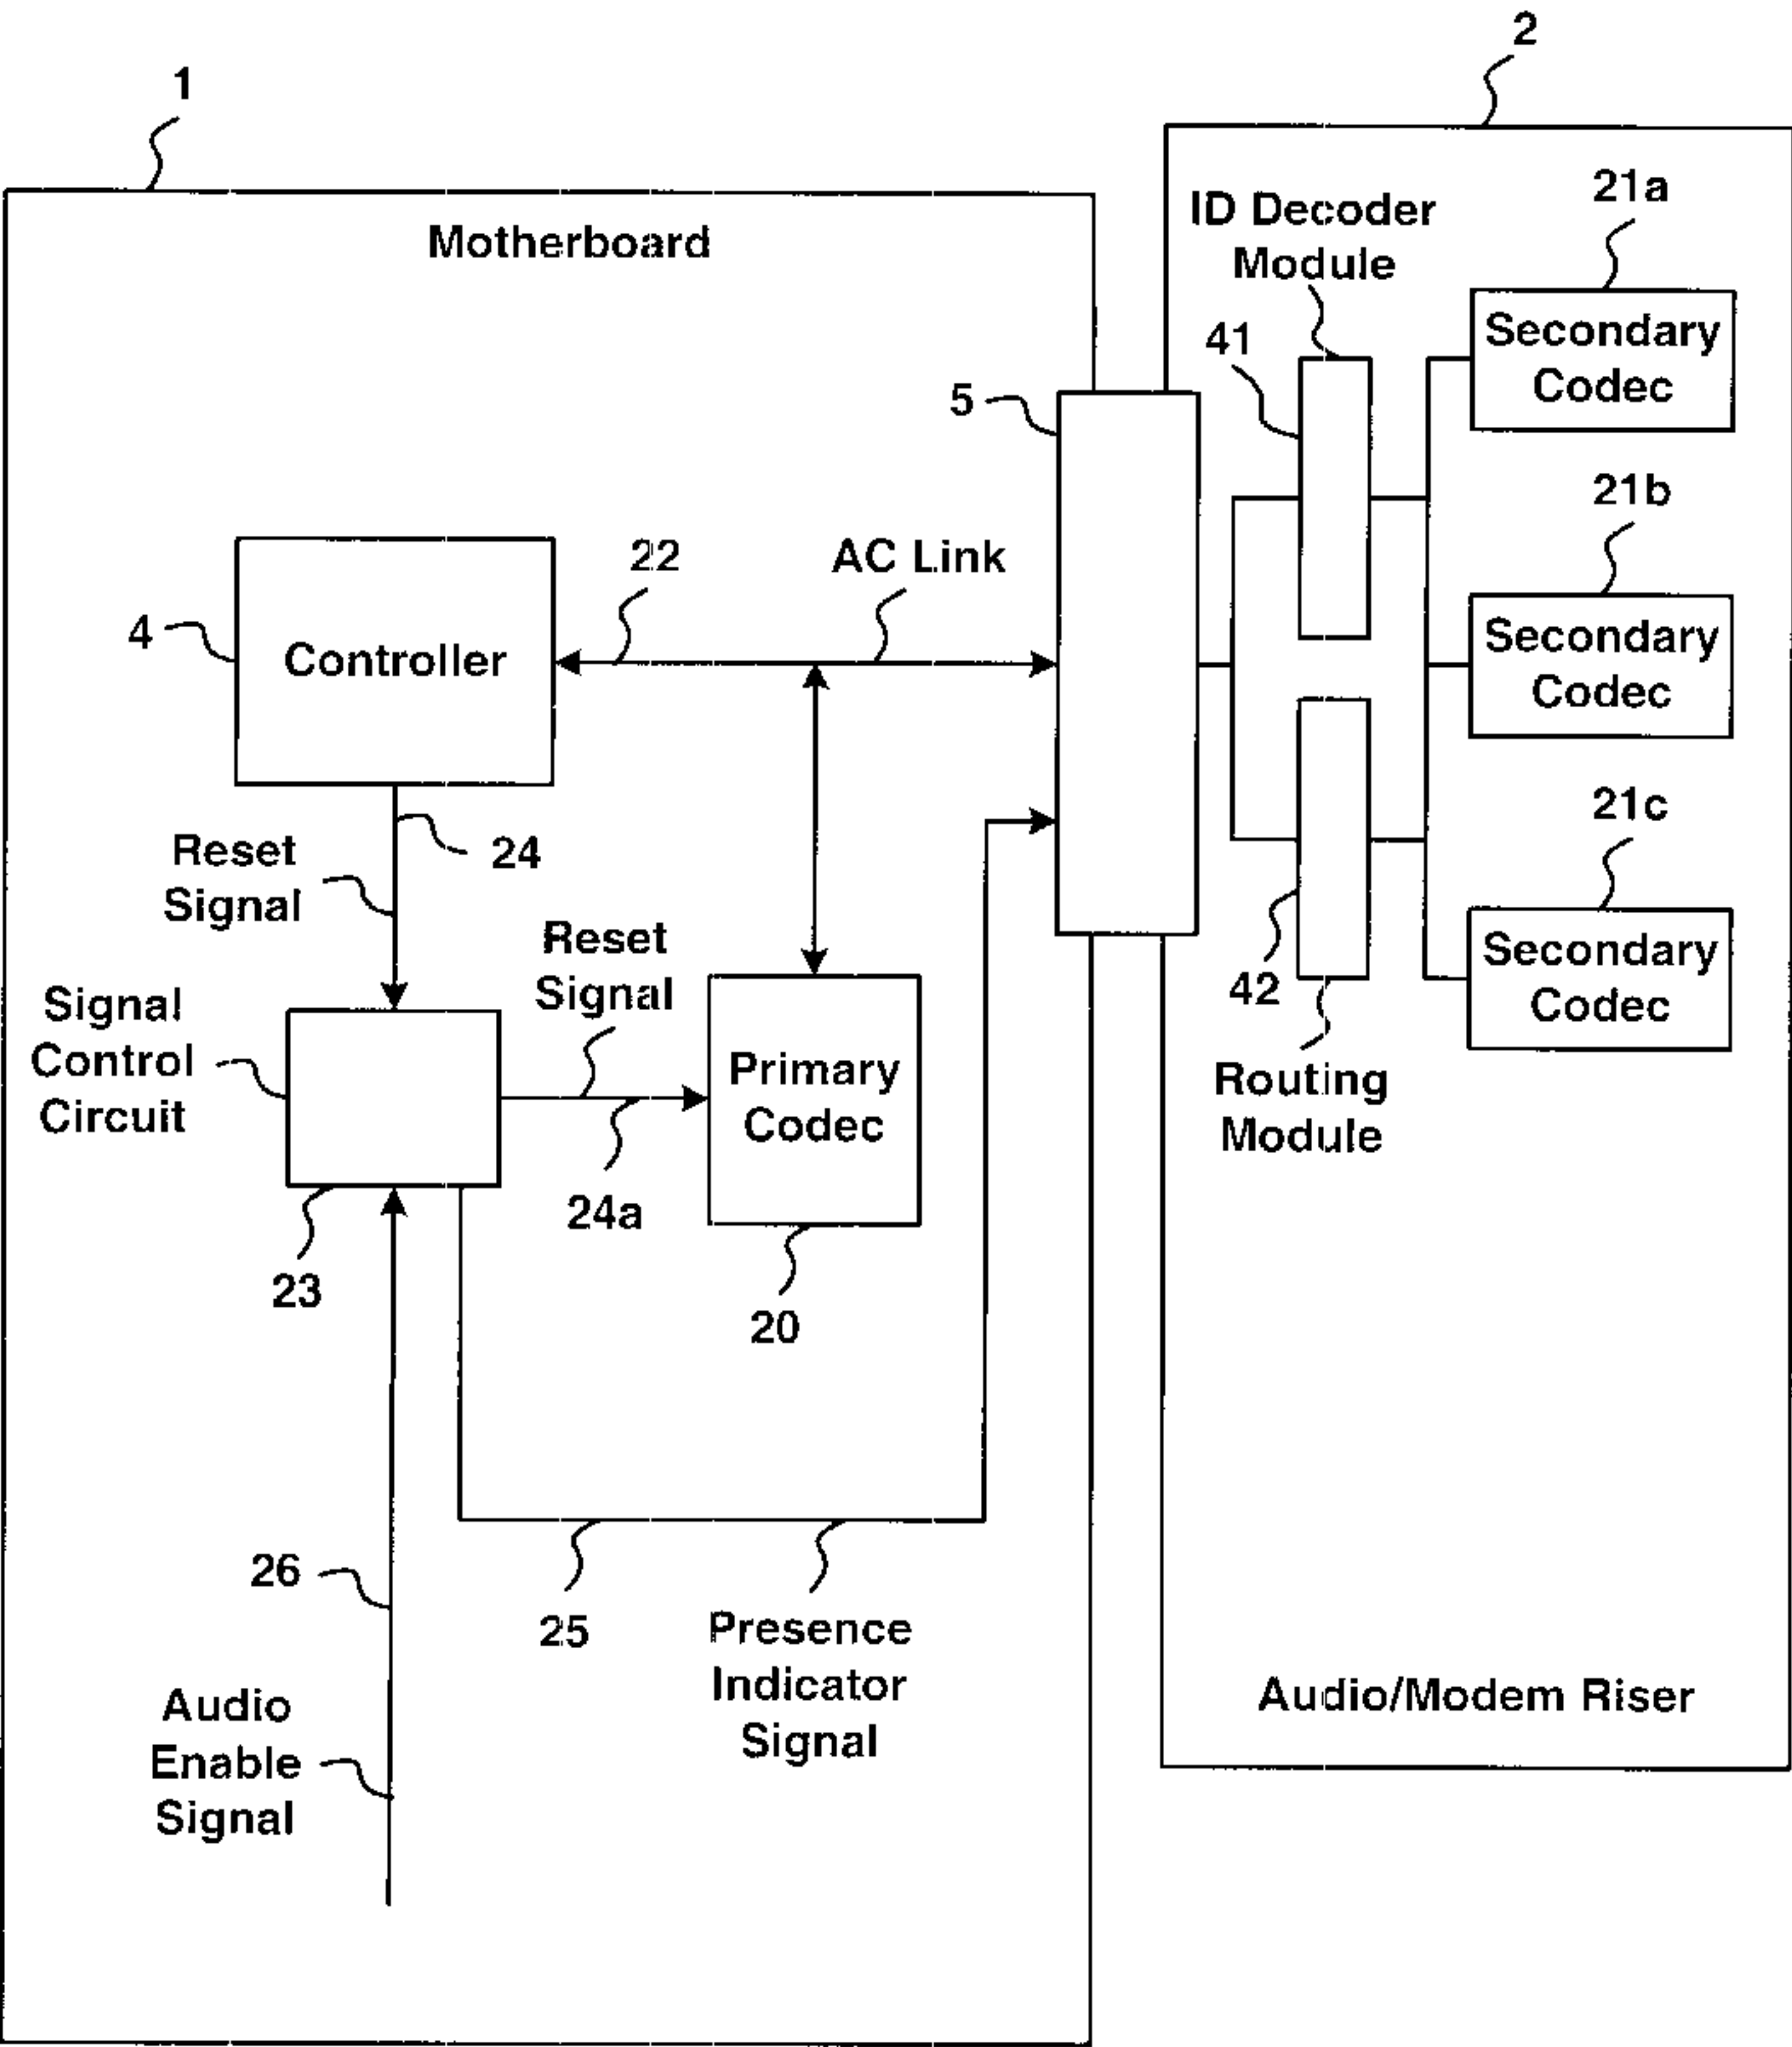 2
1
Motherboard
ID Decoder
Module
21a
Secondary
Codec
41
5
21b
Secondary
Codec
22
AC Link
4
Controller
21c
Secondary
Codec
24
Reset
Signal
Reset
Signal
42
Routing
Module
Signal
Control
Circuit
Primary
Codec
24a
23
20
26
25
Presence
Indicator
Signal
Audio
Enable
Signal
Audio/Modem Riser